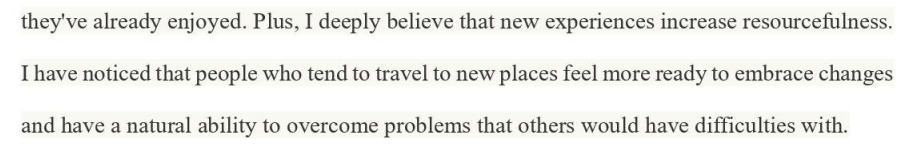 they've already enjoyed. Plus, I deeply believe that new experiences increase resourcefulness.
I have noticed that people who tend to travel to new places feel more ready to embrace changes
and have a natural ability to overcome problems that others would have difficulties with.